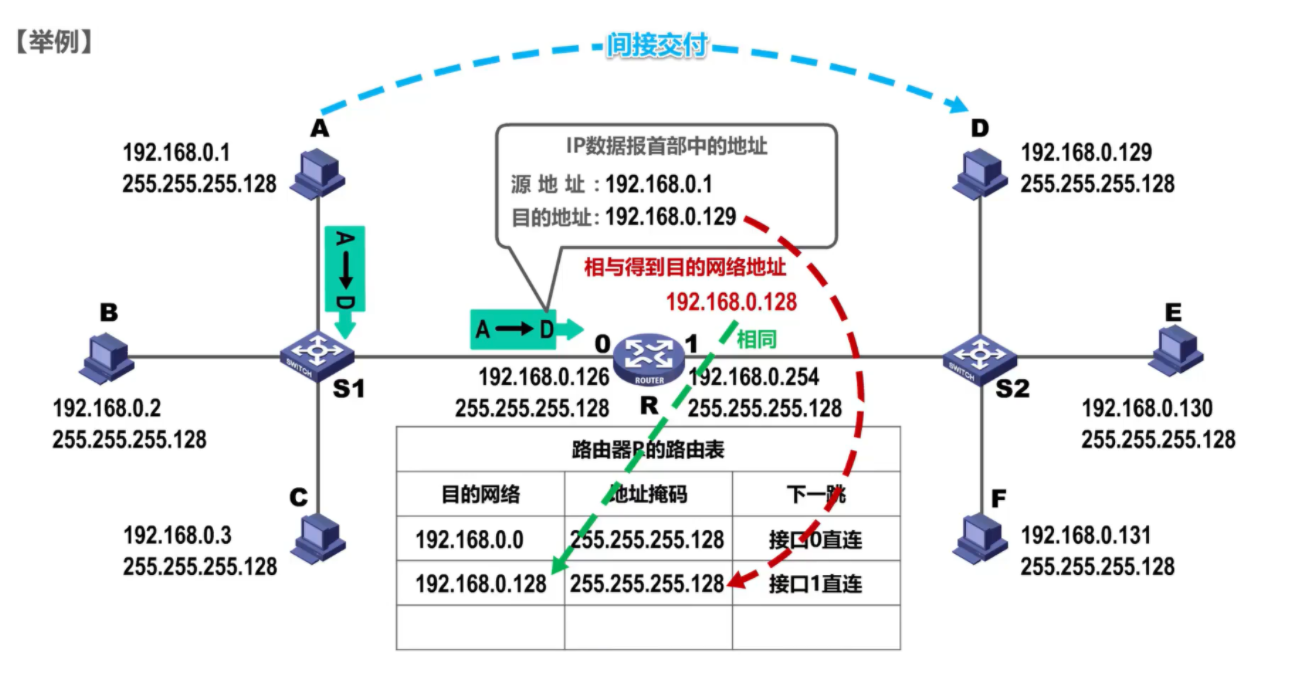 【举例】
间接交付
A
192.168.0.1
255.255.255.128
D
192.168.0.129
255.255.255.128
IP数据报首部中的地址
源 地 址 : 192.168.0.1
目的地址: 192.168.0.129
相与得到目的网络地址
192.168.0.128
相同
A → D
A → D
B
192.168.0.2
255.255.255.128
SWITCH
S1
0
1
ROUTER
R
192.168.0.126
255.255.255.128
192.168.0.254
255.255.255.128
SWITCH
S2
E
192.168.0.130
255.255.255.128
C
192.168.0.3
255.255.255.128
F
192.168.0.131
255.255.255.128
路由器R的路由表
目的网络 地址掩码 下一跳
192.168.0.0 255.255.255.128 接口0直连
192.168.0.128 255.255.255.128 接口1直连